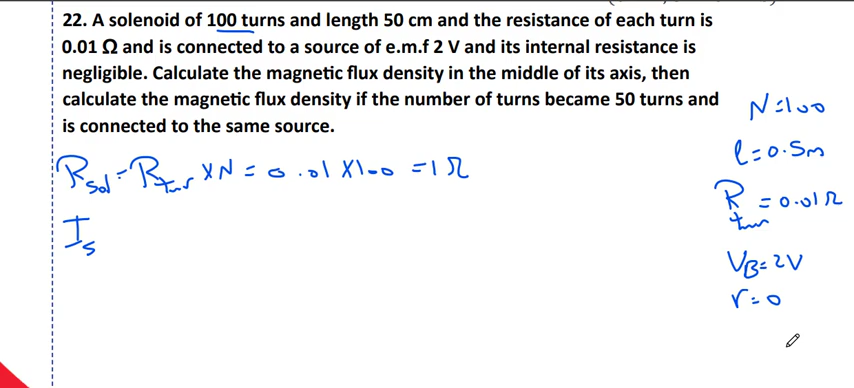 22. A solenoid of 100 turns and length 50 cm and the resistance of each turn is
0.01 Ω and is connected to a source of e.m.f 2 V and its internal resistance is
negligible. Calculate the magnetic flux density in the middle of its axis, then
calculate the magnetic flux density if the number of turns became 50 turns and
is connected to the same source.
N=100
l=0.5m
R_sol = R_turn × N = 0.01 × 100 = 1 Ω
R_turn = 0.01 Ω
I_s
V_B = 2 V
r = 0